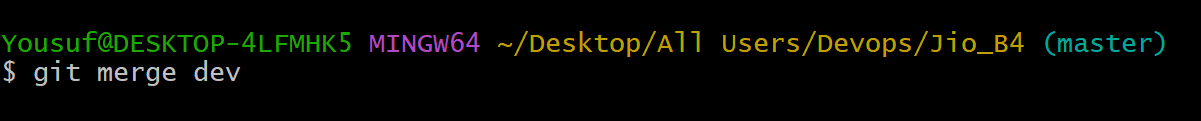 Yousuf@DESKTOP-4LFMHK5 MINGW64 ~/Desktop/All Users/Devops/Jio_B4 (master)
$ git merge dev